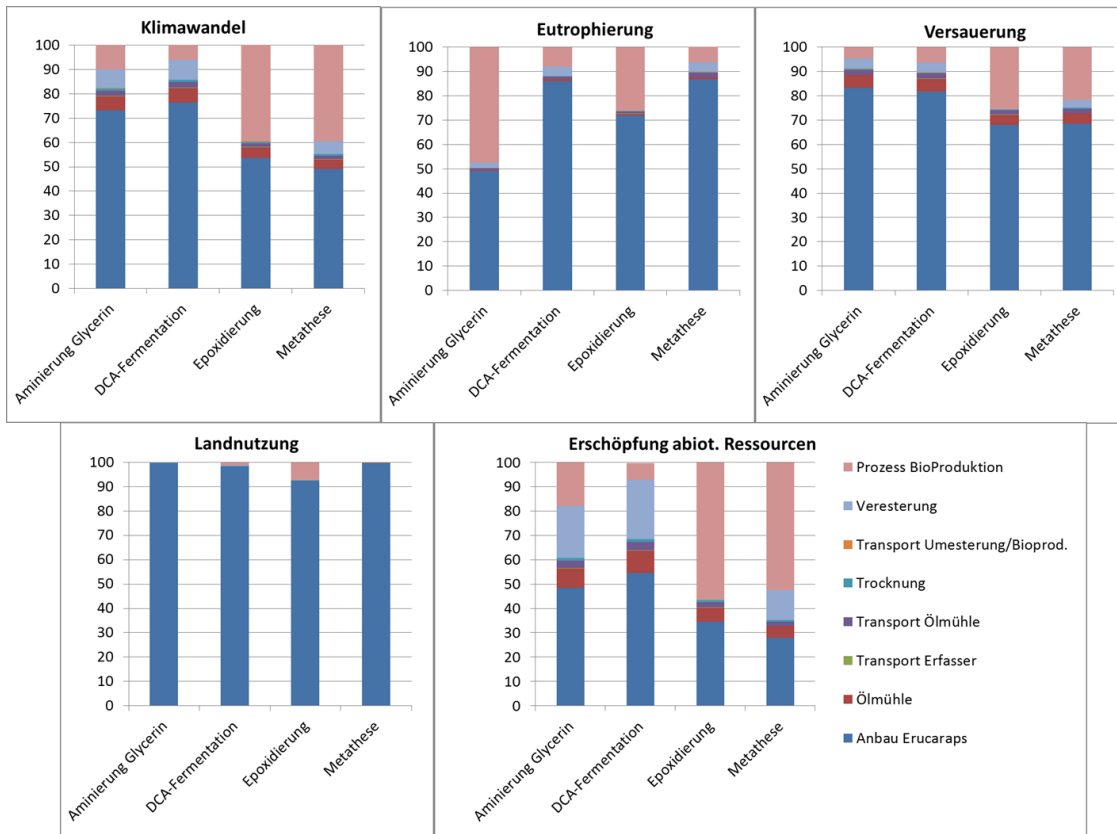 Klimawandel
100
90
80
70
60
50
40
30
20
10
0
Aminierung Glycerin
DCA-Fermentation
Epoxidierung
Metathese
Eutrophierung
100
90
80
70
60
50
40
30
20
10
0
Aminierung Glycerin
DCA-Fermentation
Epoxidierung
Metathese
Versauerung
100
90
80
70
60
50
40
30
20
10
0
Aminierung Glycerin
DCA-Fermentation
Epoxidierung
Metathese
Landnutzung
100
90
80
70
60
50
40
30
20
10
0
Aminierung Glycerin
DCA-Fermentation
Epoxidierung
Metathese
Erschöpfung abiot. Ressourcen
100
90
80
70
60
50
40
30
20
10
0
Aminierung Glycerin
DCA-Fermentation
Epoxidierung
Metathese
Prozess BioProduktion
Veresterung
Transport Umesterung/Bioprod.
Trocknung
Transport Ölmühle
Transport Erfasser
Ölmühle
Anbau Erucaraps